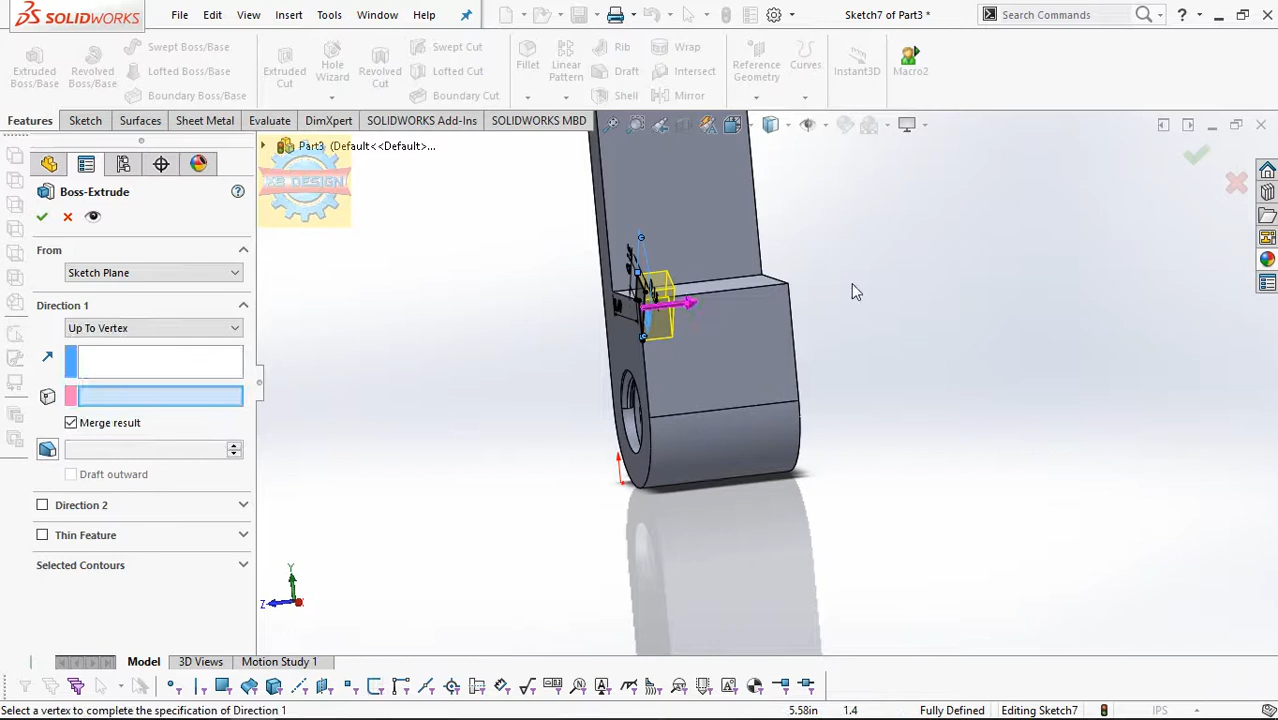 SOLIDWORKS File Edit View Insert Tools Window Help Sketch7 of Part3 * Search Commands ?
Extruded Boss/Base Revolved Boss/Base Swept Boss/Base Lofted Boss/Base Boundary Boss/Base Extruded Cut Hole Wizard Revolved Cut Swept Cut Lofted Cut Boundary Cut Fillet Linear Pattern Rib Draft Shell Wrap Intersect Mirror Reference Geometry Curves Instant3D Macro2
Features Sketch Surfaces Sheet Metal Evaluate DimXpert SOLIDWORKS Add-Ins SOLIDWORKS MBD
Part3 (Default<<Default>...
DESIGN
Boss-Extrude ?
From
Sketch Plane
Direction 1
Up To Vertex
Merge result
Draft outward
Direction 2
Thin Feature
Selected Contours
Y
Z
Model 3D Views Motion Study 1
Select a vertex to complete the specification of Direction 1 5.58in 1.4 Fully Defined Editing Sketch7 IPS